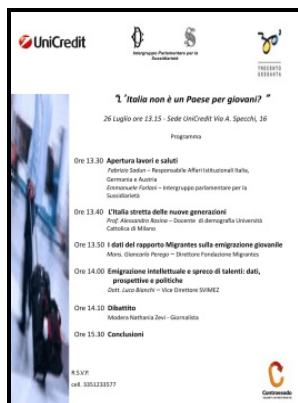 UniCredit
Intergruppo Parlamentare per la
Sussidiarietà
TRECENTO
SESSANTA
"L'Italia non è un Paese per giovani? "
26 Luglio ore 13.15 - Sede UniCredit Via A. Specchi, 16
Programma
Ore 13.30 Apertura lavori e saluti
Fabrizio Sadun – Responsabile Affari Istituzionali Italia,
Germania e Austria
Emmanuele Forlani – Intergruppo parlamentare per la
Sussidiarietà
Ore 13.40 L'Italia stretta delle nuove generazioni
Prof. Alessandro Rosina – Docente di demografia Università
Cattolica di Milano
Ore 13.50 I dati del rapporto Migrantes sulla emigrazione giovanile
Mons. Giancarlo Perego – Direttore Fondazione Migrantes
Ore 14.00 Emigrazione intellettuale e spreco di talenti: dati,
prospettive e politiche
Dott. Luca Bianchi – Vice Direttore SVIMEZ
Ore 14.10 Dibattito
Modera Nathania Zevi - Giornalista
Ore 15.30 Conclusioni
R.S.V.P.
cell. 3351233577
Controesodo